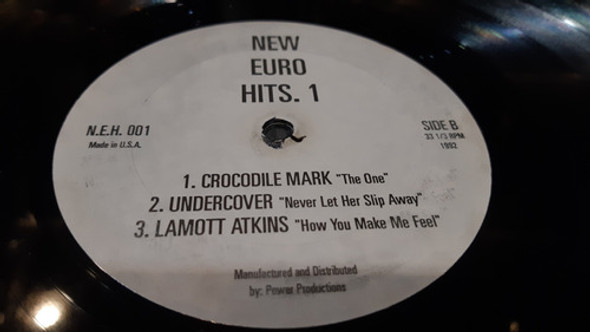 NEW
EURO
HITS. 1
N.E.H. 001
Made in U.S.A.
SIDE B
33 1/3 RPM
1992
1. CROCODILE MARK "The One"
2. UNDERCOVER "Never Let Her Slip Away"
3. LAMOTT ATKINS "How You Make Me Feel"
Manufactured and Distributed
by: Power Productions